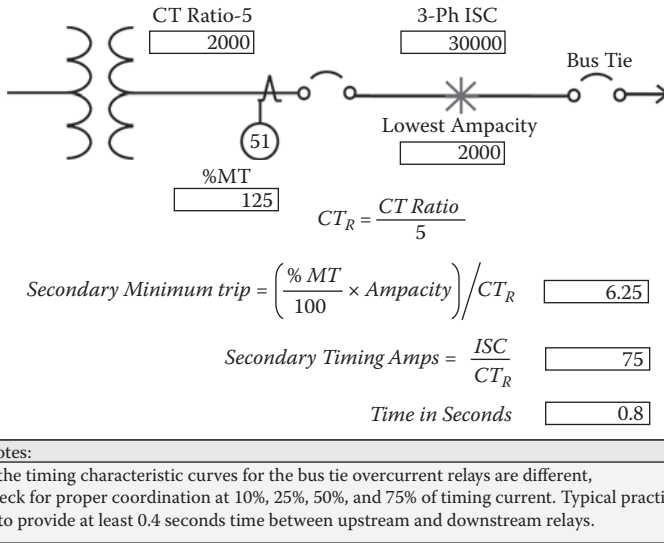 CT Ratio-5
2000
3-Ph ISC
30000
Bus Tie
51
Lowest Ampacity
2000
%MT
125
CT_R = CT Ratio / 5
Secondary Minimum trip = (% MT / 100 × Ampacity) / CT_R 6.25
Secondary Timing Amps = ISC / CT_R 75
Time in Seconds 0.8
otes:
the timing characteristic curves for the bus tie overcurrent relays are different,
eck for proper coordination at 10%, 25%, 50%, and 75% of timing current. Typical practi
to provide at least 0.4 seconds time between upstream and downstream relays.